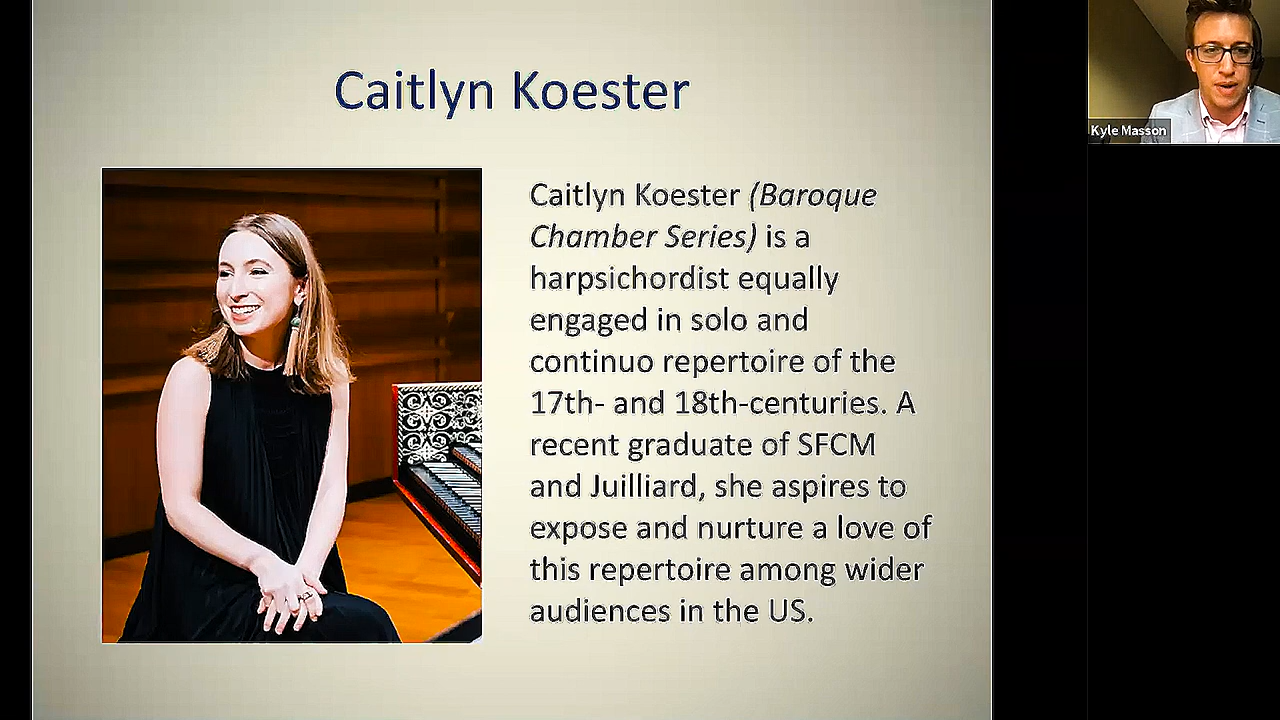 Caitlyn Koester
Caitlyn Koester (Baroque
Chamber Series) is a
harpsichordist equally
engaged in solo and
continuo repertoire of the
17th- and 18th-centuries. A
recent graduate of SFCM
and Juilliard, she aspires to
expose and nurture a love of
this repertoire among wider
audiences in the US.
Kyle Masson